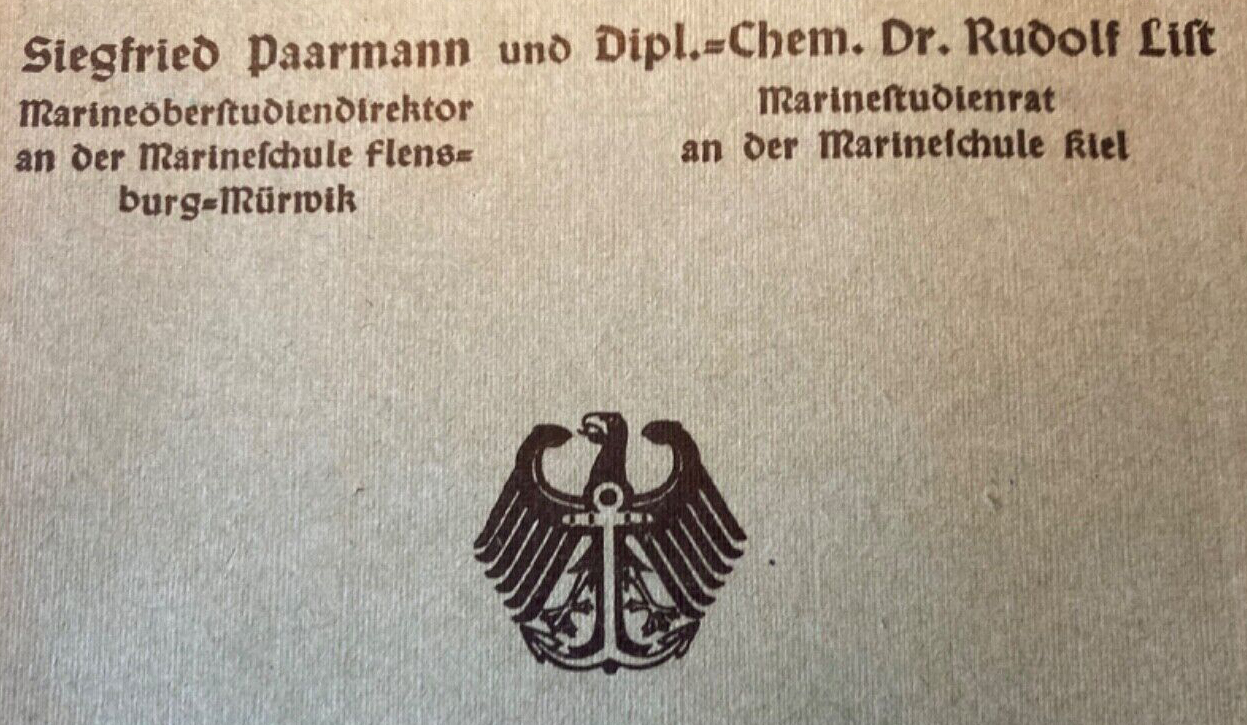 Siegfried Paarmann und Dipl.=Chem. Dr. Rudolf Liſt
Marineoberſtudiendirektor
an der Marineſchule Flens=
burg=Mürwik
Marineſtudienrat
an der Marineſchule Kiel